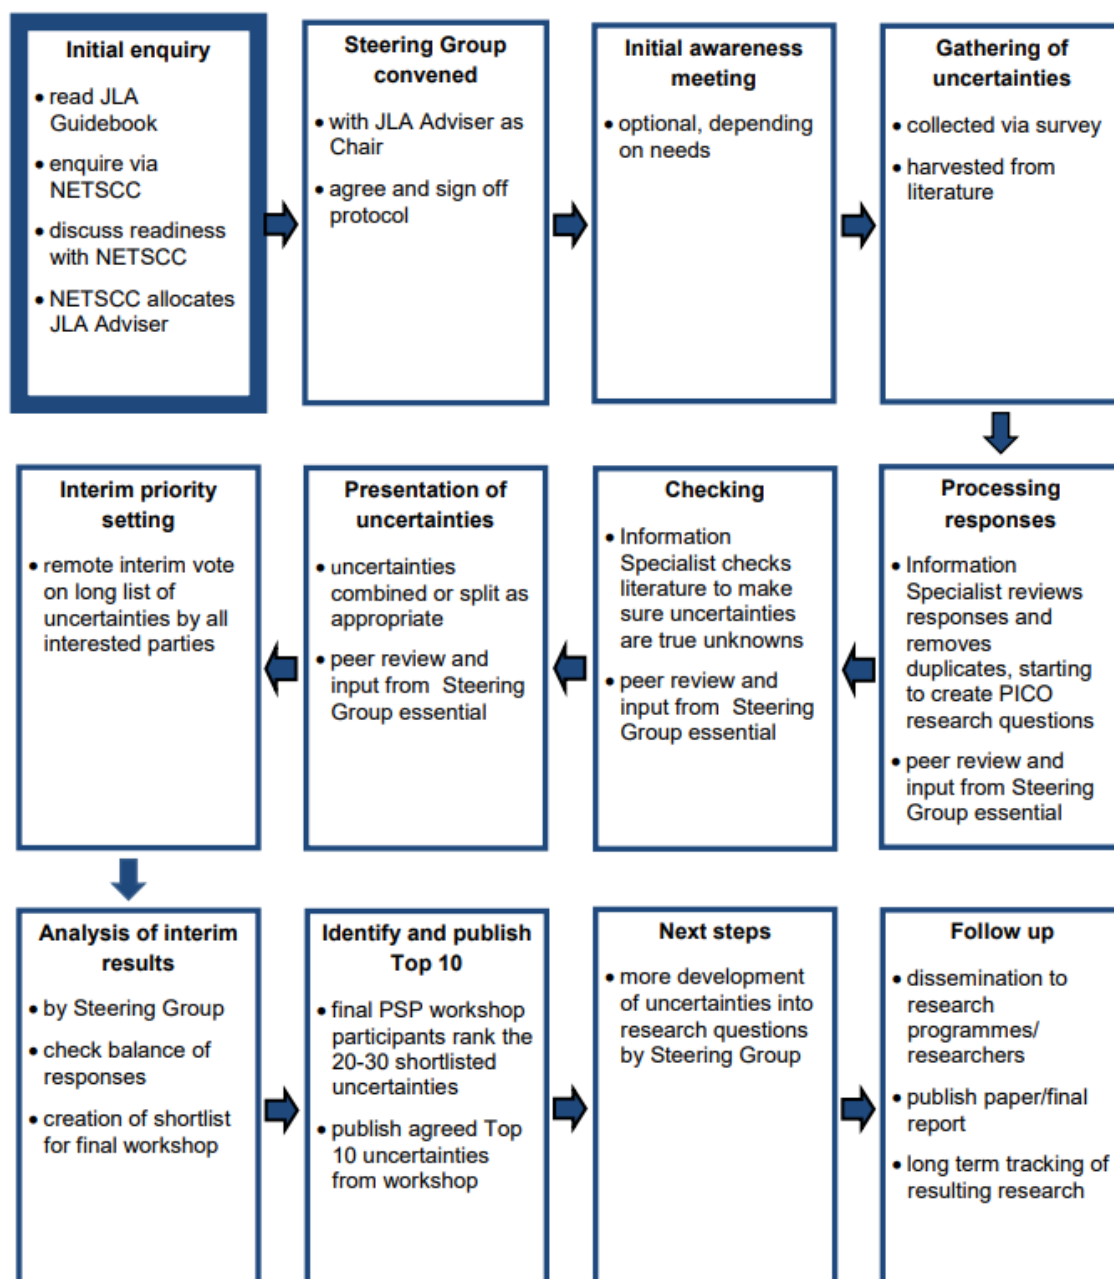 Initial enquiry
• read JLA
Guidebook
• enquire via
NETSCC
• discuss readiness
with NETSCC
• NETSCC allocates
JLA Adviser
Steering Group
convened
• with JLA Adviser as
Chair
• agree and sign off
protocol
Initial awareness
meeting
• optional, depending
on needs
Gathering of
uncertainties
• collected via survey
• harvested from
literature
Processing
responses
• Information
Specialist reviews
responses and
removes
duplicates, starting
to create PICO
research questions
• peer review and
input from Steering
Group essential
Checking
• Information
Specialist checks
literature to make
sure uncertainties
are true unknowns
• peer review and
input from Steering
Group essential
Presentation of
uncertainties
• uncertainties
combined or split as
appropriate
• peer review and
input from Steering
Group essential
Interim priority
setting
• remote interim vote
on long list of
uncertainties by all
interested parties
Analysis of interim
results
• by Steering Group
• check balance of
responses
• creation of shortlist
for final workshop
Identify and publish
Top 10
• final PSP workshop
participants rank the
20-30 shortlisted
uncertainties
• publish agreed Top
10 uncertainties
from workshop
Next steps
• more development
of uncertainties into
research questions
by Steering Group
Follow up
• dissemination to
research
programmes/
researchers
• publish paper/final
report
• long term tracking of
resulting research